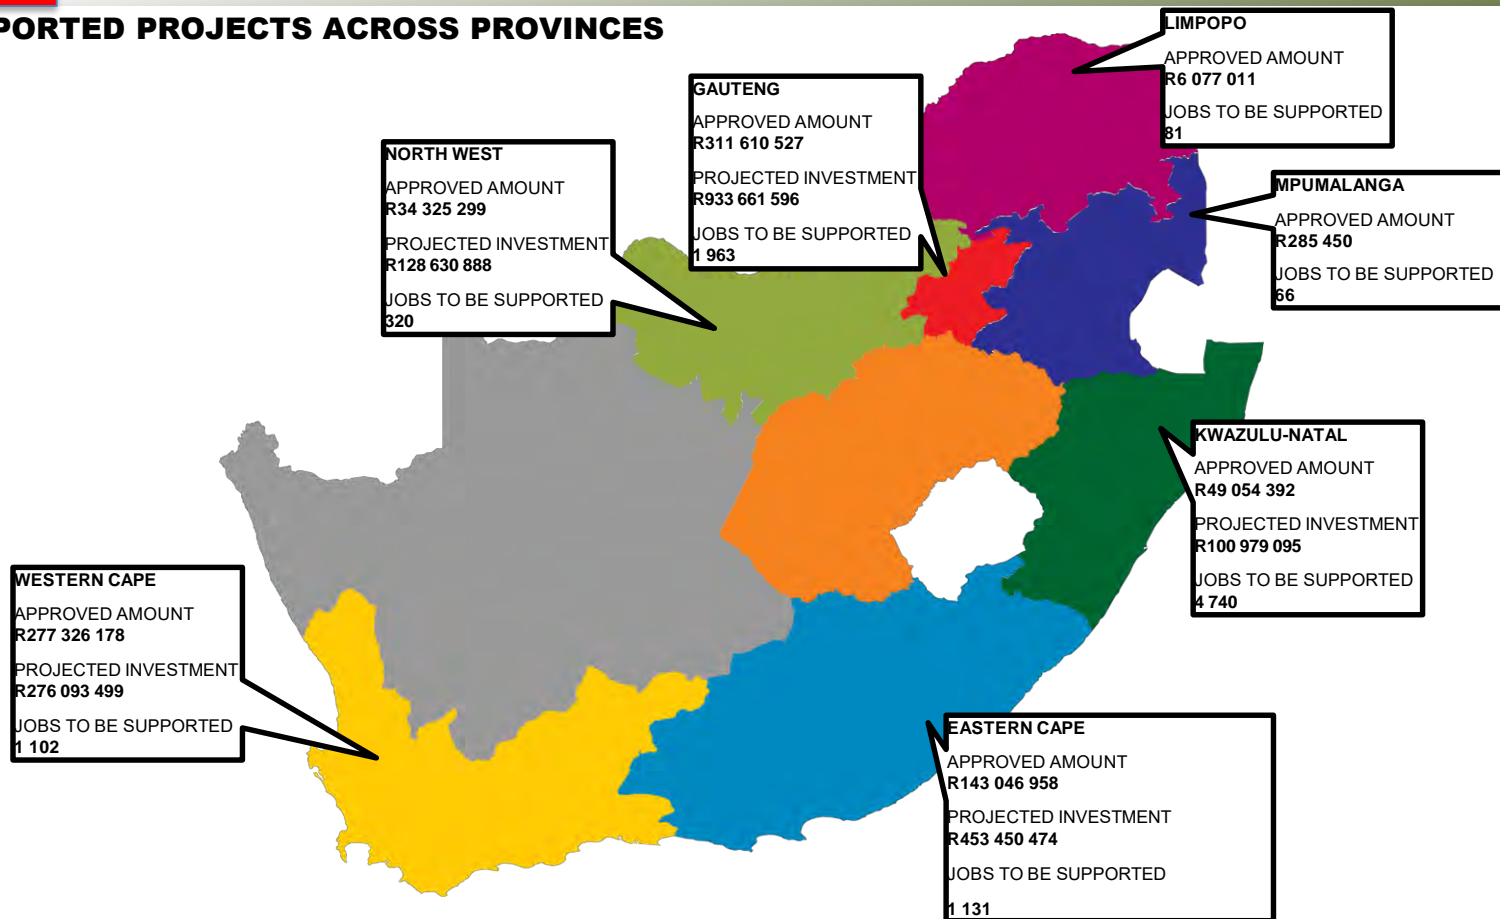 PORTED PROJECTS ACROSS PROVINCES
LIMPOPO
APPROVED AMOUNT
R6 077 011
JOBS TO BE SUPPORTED
81
GAUTENG
APPROVED AMOUNT
R311 610 527
PROJECTED INVESTMENT
R933 661 596
JOBS TO BE SUPPORTED
1 963
NORTH WEST
APPROVED AMOUNT
R34 325 299
PROJECTED INVESTMENT
R128 630 888
JOBS TO BE SUPPORTED
320
MPUMALANGA
APPROVED AMOUNT
R285 450
JOBS TO BE SUPPORTED
66
KWAZULU-NATAL
APPROVED AMOUNT
R49 054 392
PROJECTED INVESTMENT
R100 979 095
JOBS TO BE SUPPORTED
4 740
WESTERN CAPE
APPROVED AMOUNT
R277 326 178
PROJECTED INVESTMENT
R276 093 499
JOBS TO BE SUPPORTED
1 102
EASTERN CAPE
APPROVED AMOUNT
R143 046 958
PROJECTED INVESTMENT
R453 450 474
JOBS TO BE SUPPORTED
1 131